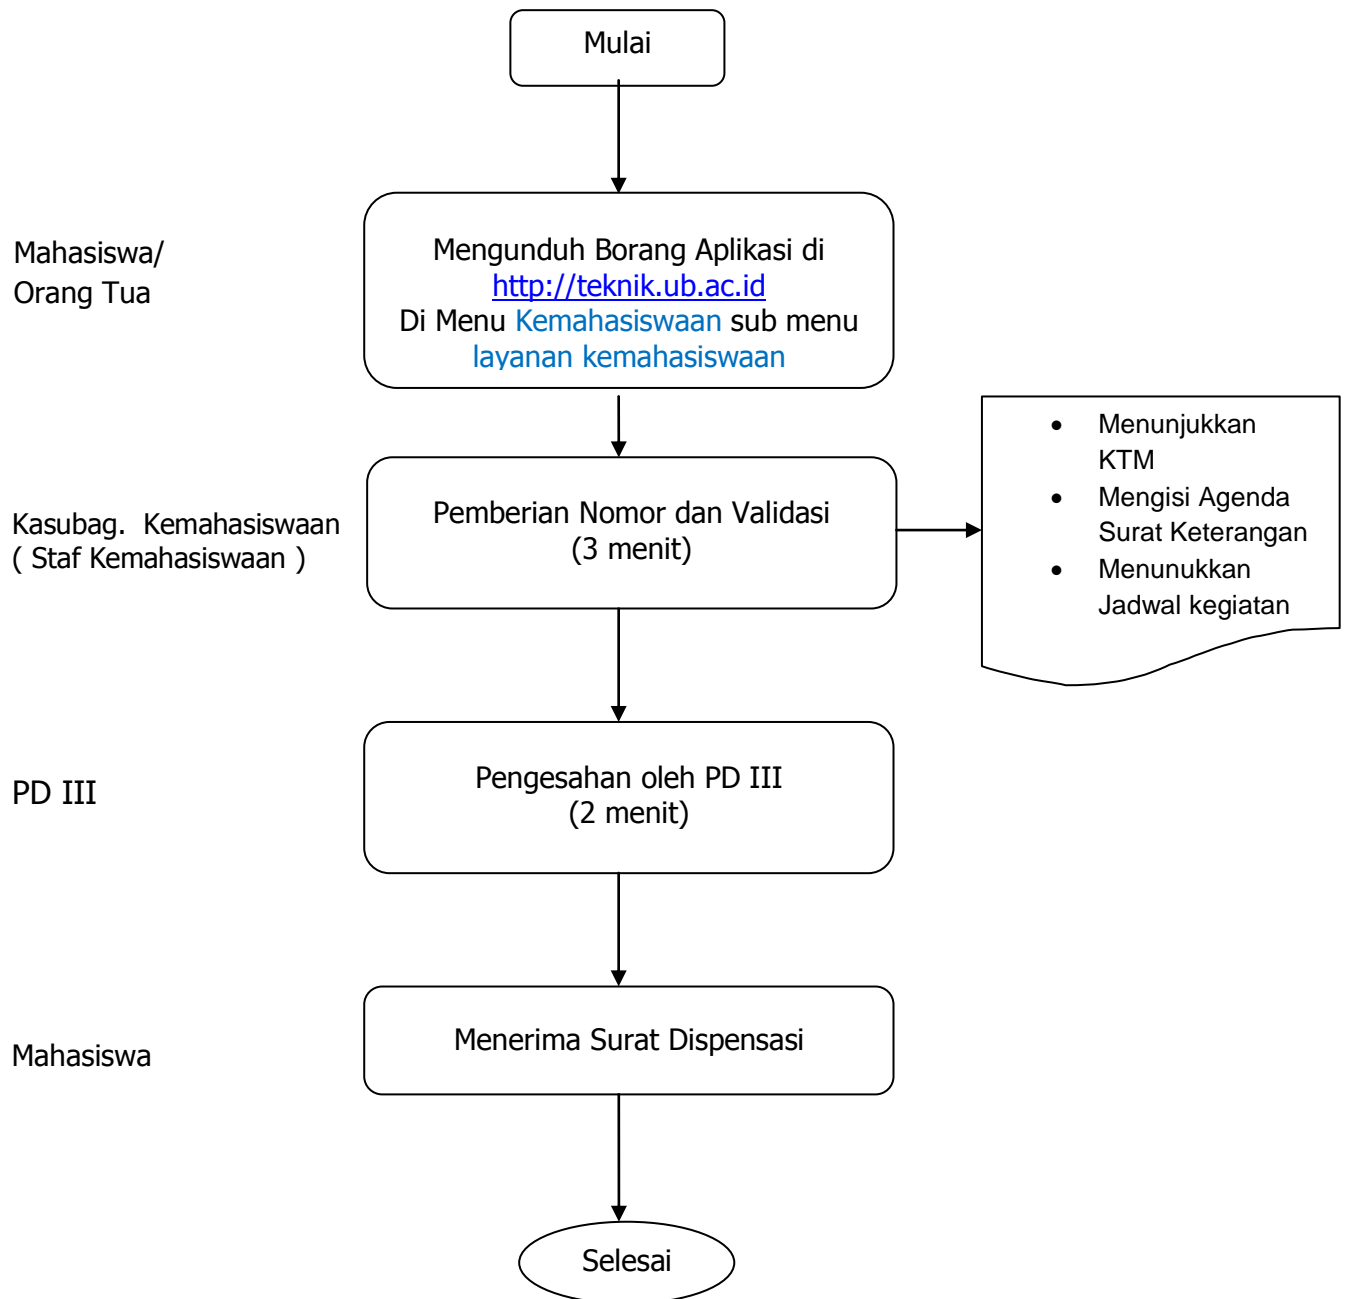 Mulai
Mahasiswa/
Orang Tua
Mengunduh Borang Aplikasi di
http://teknik.ub.ac.id
Di Menu Kemahasiswaan sub menu
layanan kemahasiswaan
Kasubag. Kemahasiswaan
( Staf Kemahasiswaan )
Pemberian Nomor dan Validasi
(3 menit)
• Menunjukkan
KTM
• Mengisi Agenda
Surat Keterangan
• Menunukkan
Jadwal kegiatan
PD III
Pengesahan oleh PD III
(2 menit)
Mahasiswa
Menerima Surat Dispensasi
Selesai